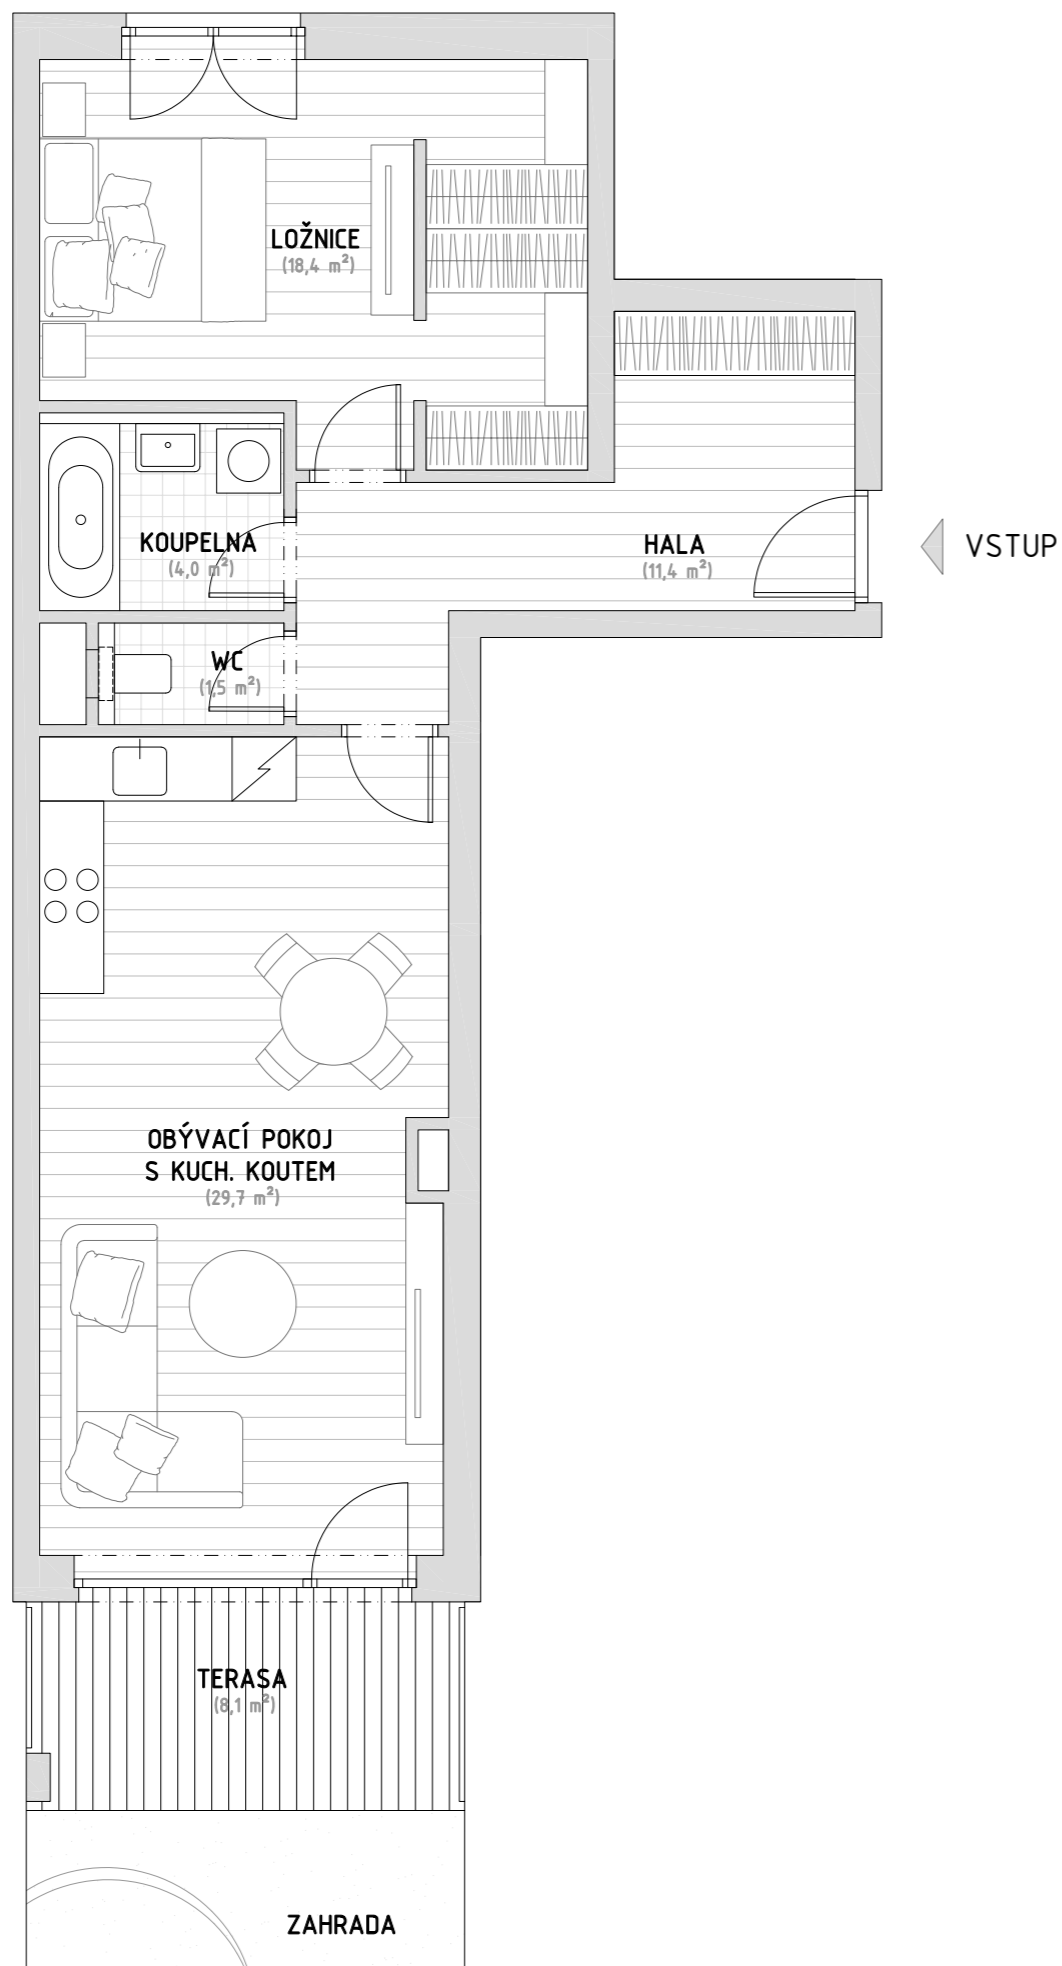 LOŽNICE
(18,4 m²)
KOUPELNA
(4,0 m²)
HALA
(11,4 m²)
VSTUP
WC
(1,5 m²)
OBÝVACÍ POKOJ
S KUCH. KOUTEM
(29,7 m²)
TERASA
(8,1 m²)
ZAHRADA